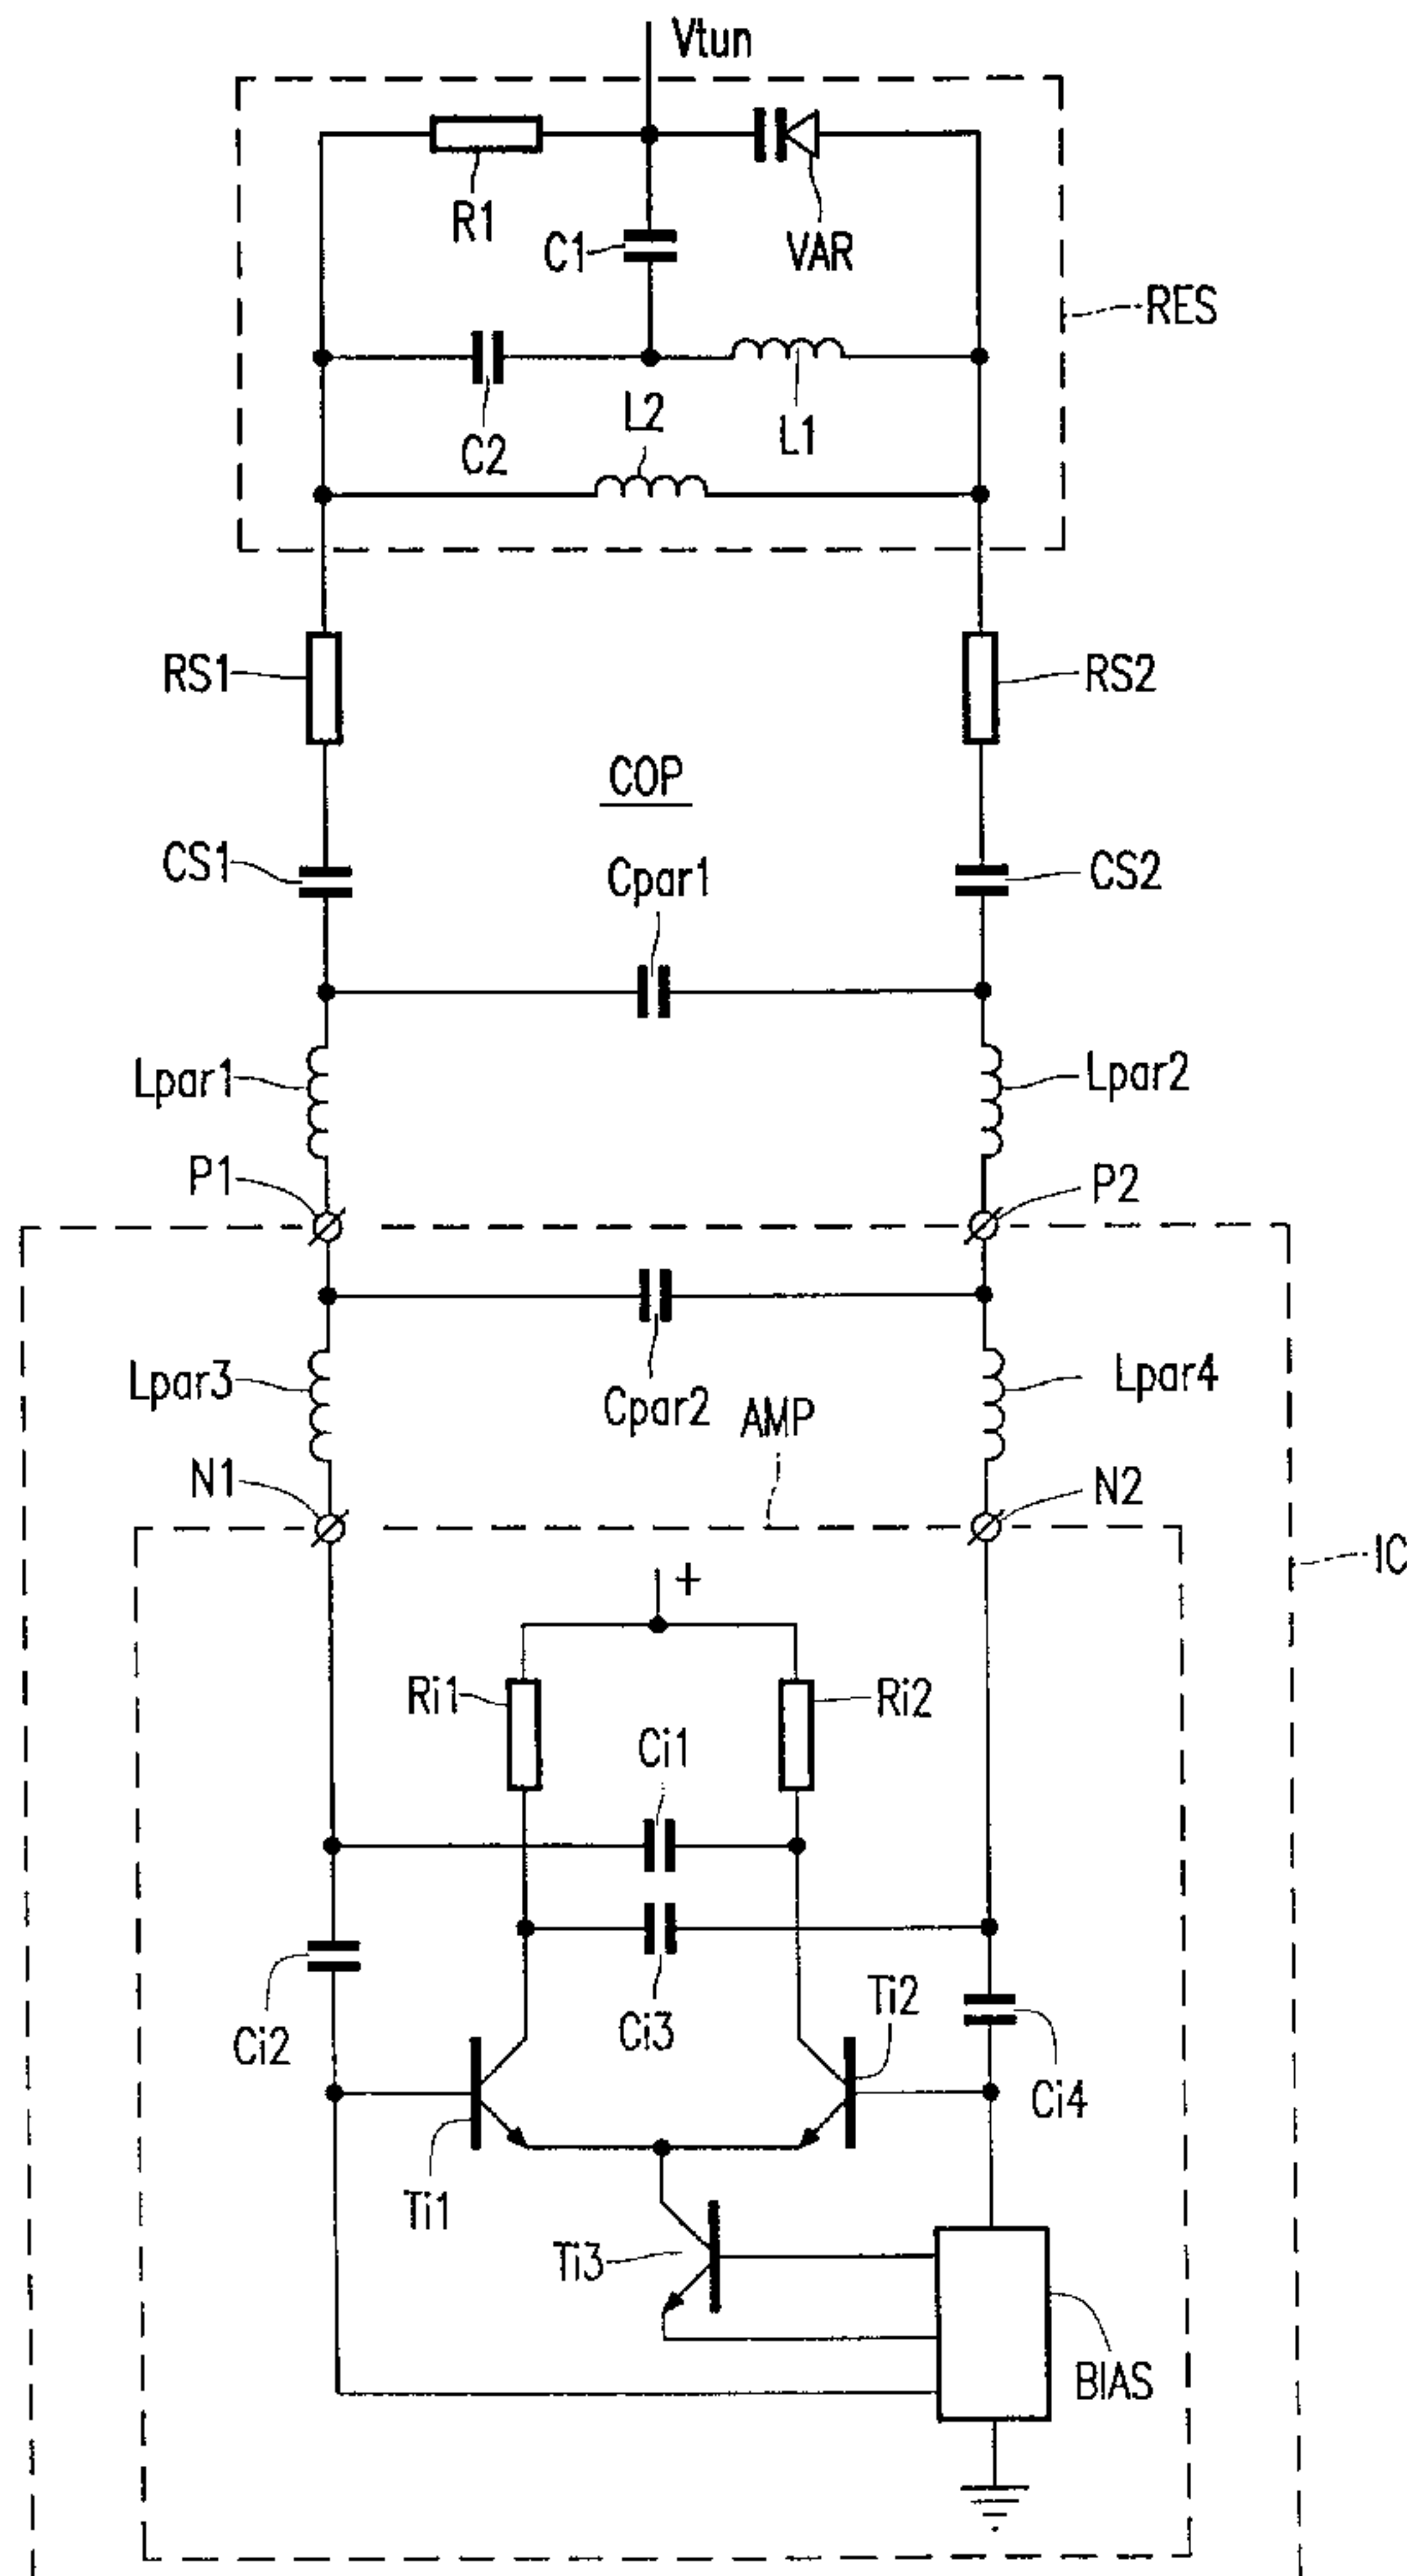 Vtun
R1
C1
VAR
RES
C2
L2
L1
RS1
RS2
COP
CS1
Cpar1
CS2
Lpar1
Lpar2
P1
P2
Lpar3
Cpar2
AMP
Lpar4
N1
N2
IC
+
Ri1
Ri2
Ci1
Ci2
Ci3
Ti2
Ci4
Ti1
Ti3
BIAS